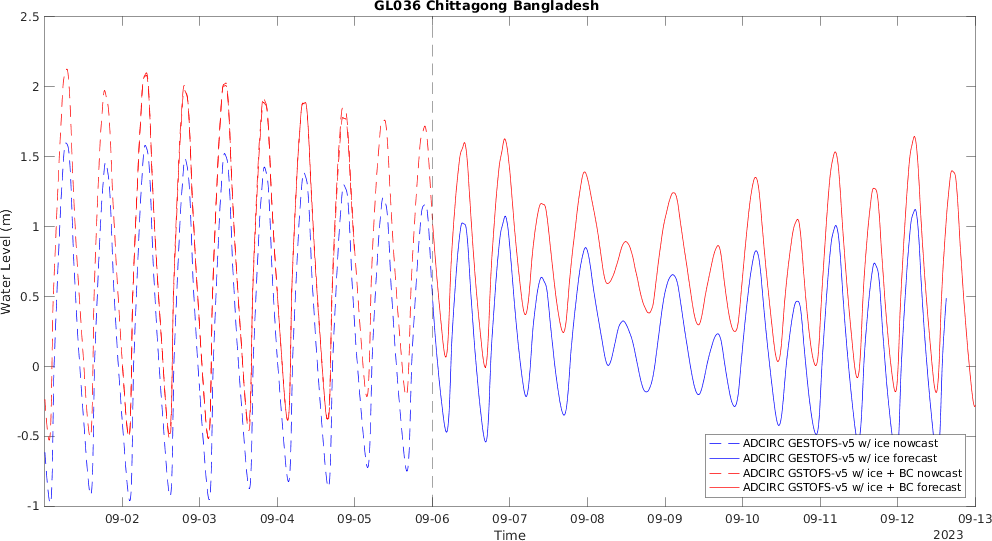 GL036 Chittagong Bangladesh
2.5
2
1.5
1
0.5
0
-0.5
-1
Water Level (m)
ADCIRC GESTOFS-v5 w/ ice nowcast
ADCIRC GESTOFS-v5 w/ ice forecast
ADCIRC GSTOFS-v5 w/ ice + BC nowcast
ADCIRC GSTOFS-v5 w/ ice + BC forecast
09-02 09-03 09-04 09-05 09-06 09-07 09-08 09-09 09-10 09-11 09-12 09-13
Time
2023